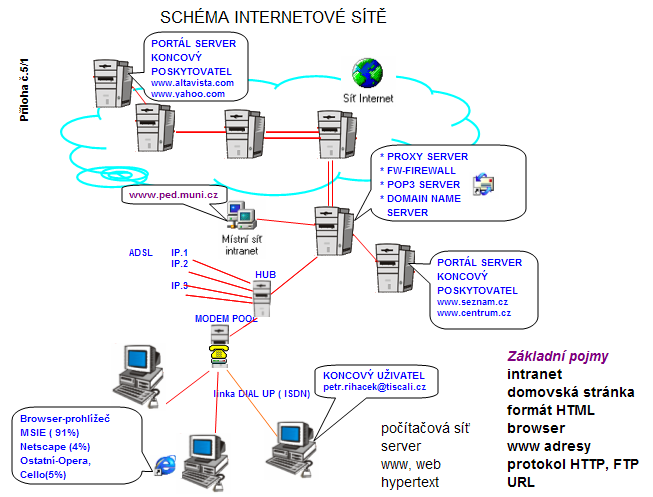 SCHÉMA INTERNETOVÉ SÍTĚ
Příloha č.5/1
PORTÁL SERVER
KONCOVÝ
POSKYTOVATEL
www.altavista.com
www.yahoo.com
Síť Internet
* PROXY SERVER
* FW-FIREWALL
* POP3 SERVER
* DOMAIN NAME
SERVER
www.ped.muni.cz
Místní síť
intranet
PORTÁL SERVER
KONCOVÝ
POSKYTOVATEL
www.seznam.cz
www.centrum.cz
ADSL IP.1
IP.2
IP.3
HUB
MODEM POOL
linka DIAL UP ( ISDN)
KONCOVÝ UŽIVATEL
petr.rihacek@tiscali.cz
Browser-prohlížeč
MSIE ( 91%)
Netscape (4%)
Ostatní-Opera,
Cello(5%)
počítačová síť
server
www, web
hypertext
Základní pojmy
intranet
domovská stránka
formát HTML
browser
www adresy
protokol HTTP, FTP
URL